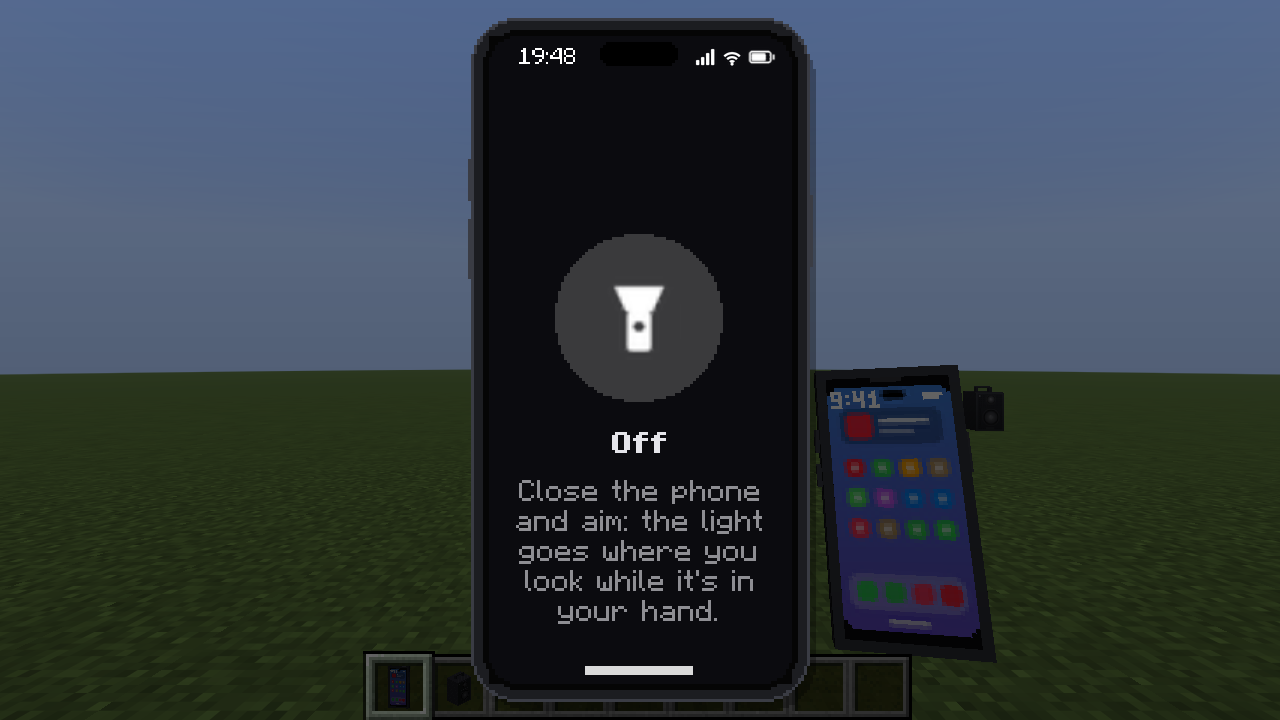 19:48
Off
Close the phone
and aim: the light
goes where you
look while it's in
your hand.
9:41